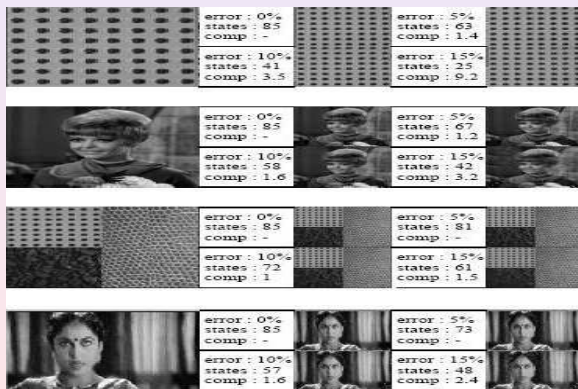 error : 0%
states : 85
comp : -
error : 5%
states : 63
comp : 1.4
error : 10%
states : 41
comp : 3.5
error : 15%
states : 25
comp : 9.2
error : 0%
states : 85
comp : -
error : 5%
states : 67
comp : 1.2
error : 10%
states : 58
comp : 1.6
error : 15%
states : 42
comp : 3.2
error : 0%
states : 85
comp : -
error : 5%
states : 81
comp : -
error : 10%
states : 72
comp : 1
error : 15%
states : 61
comp : 1.5
error : 0%
states : 85
comp : -
error : 5%
states : 73
comp : -
error : 10%
states : 57
comp : 1.6
error : 15%
states : 48
comp : 3.4